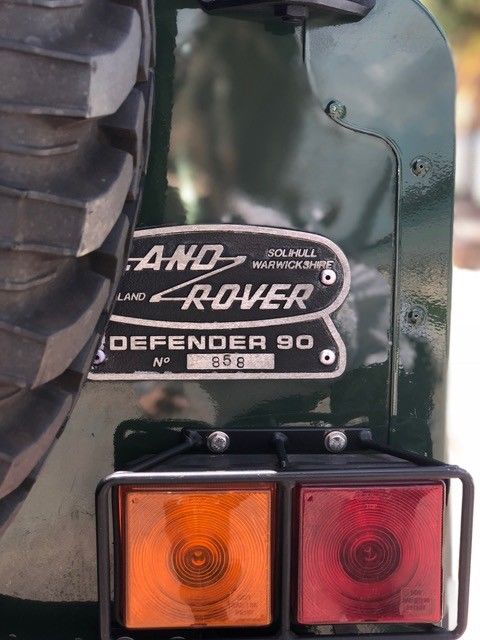 LAND
SOLIHULL
WARWICKSHIRE
LAND
ROVER
DEFENDER 90
Nº 858